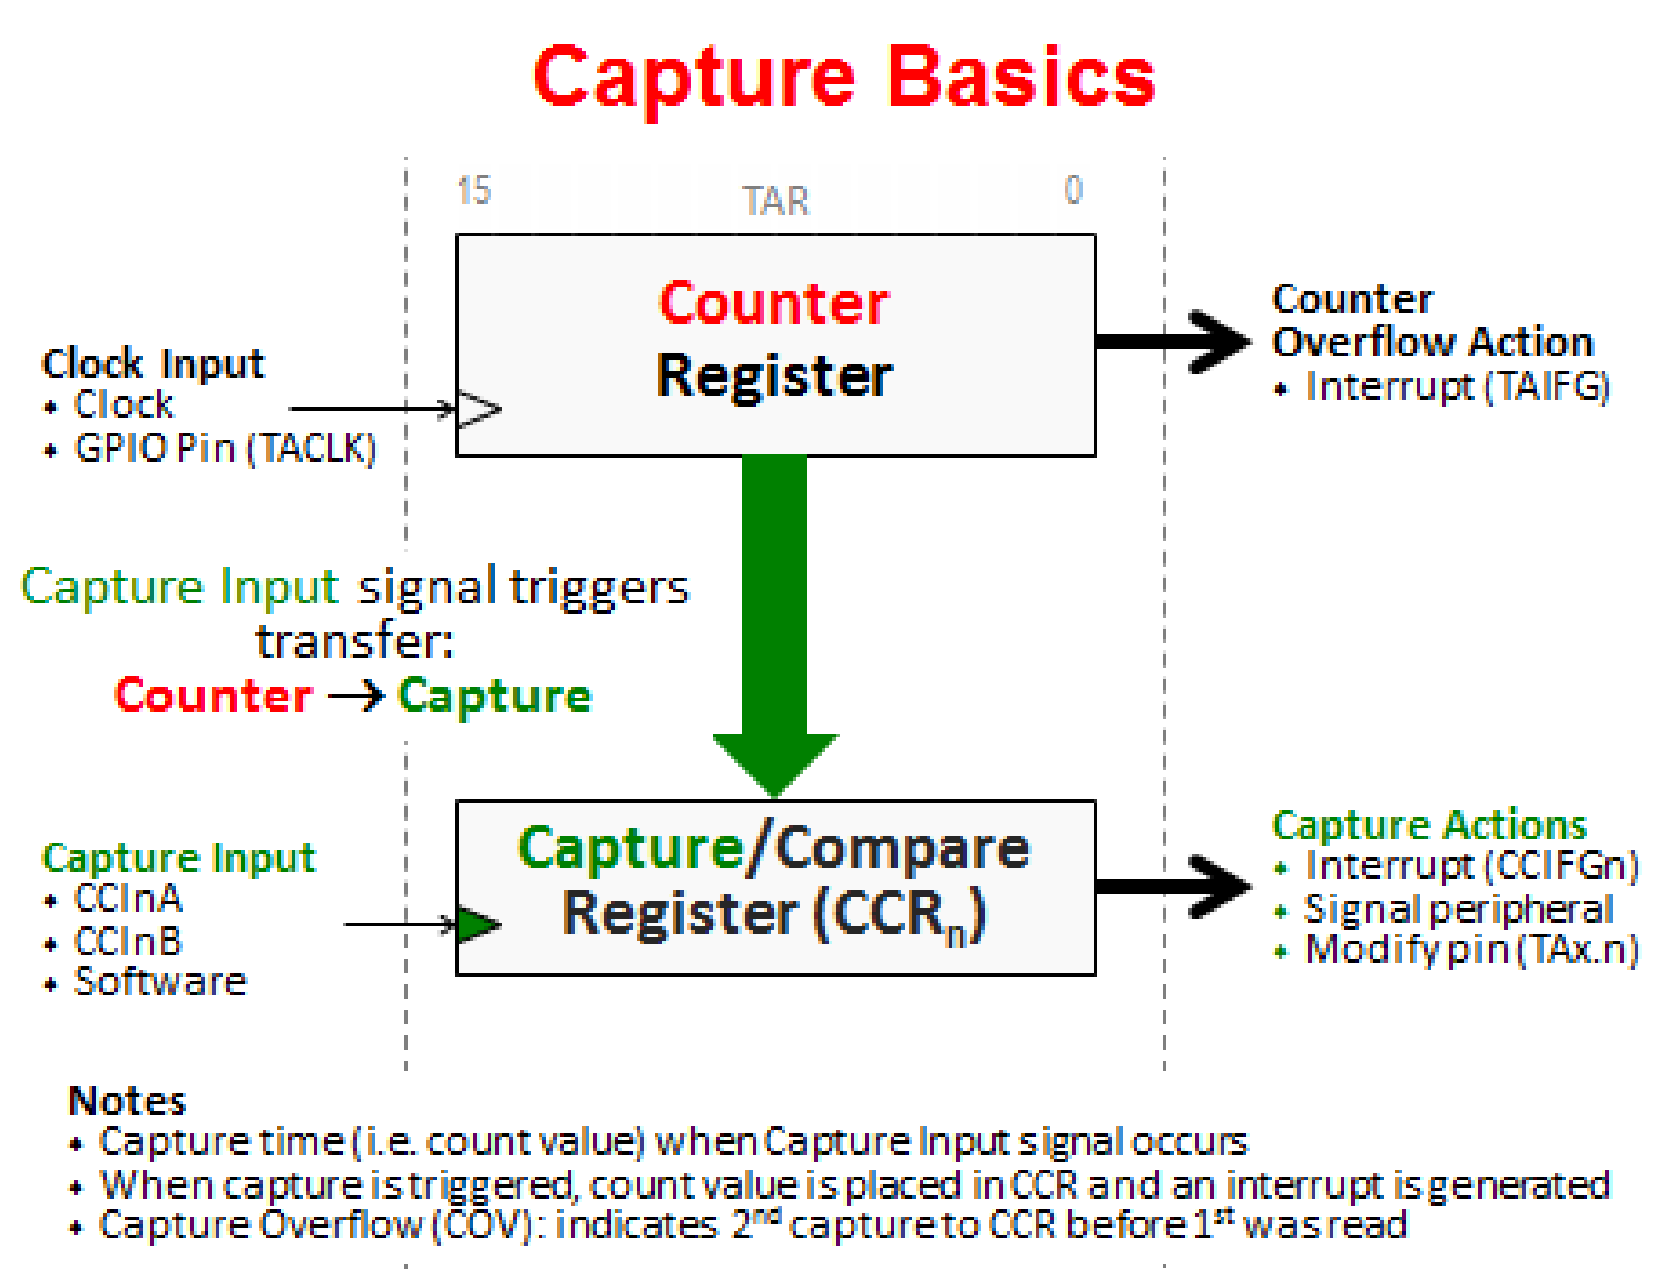 Capture Basics
15 TAR 0
Counter
Register
Clock Input
• Clock
• GPIO Pin (TACLK)
Counter
Overflow Action
• Interrupt (TAIFG)
Capture Input signal triggers
transfer:
Counter → Capture
Capture Input
• CCInA
• CCInB
• Software
Capture/Compare
Register (CCRn)
Capture Actions
• Interrupt (CCIFGn)
• Signal peripheral
• Modify pin (TAx.n)
Notes
• Capture time (i.e. count value) when Capture Input signal occurs
• When capture is triggered, count value is placed in CCR and an interrupt is generated
• Capture Overflow (COV): indicates 2nd capture to CCR before 1st was read